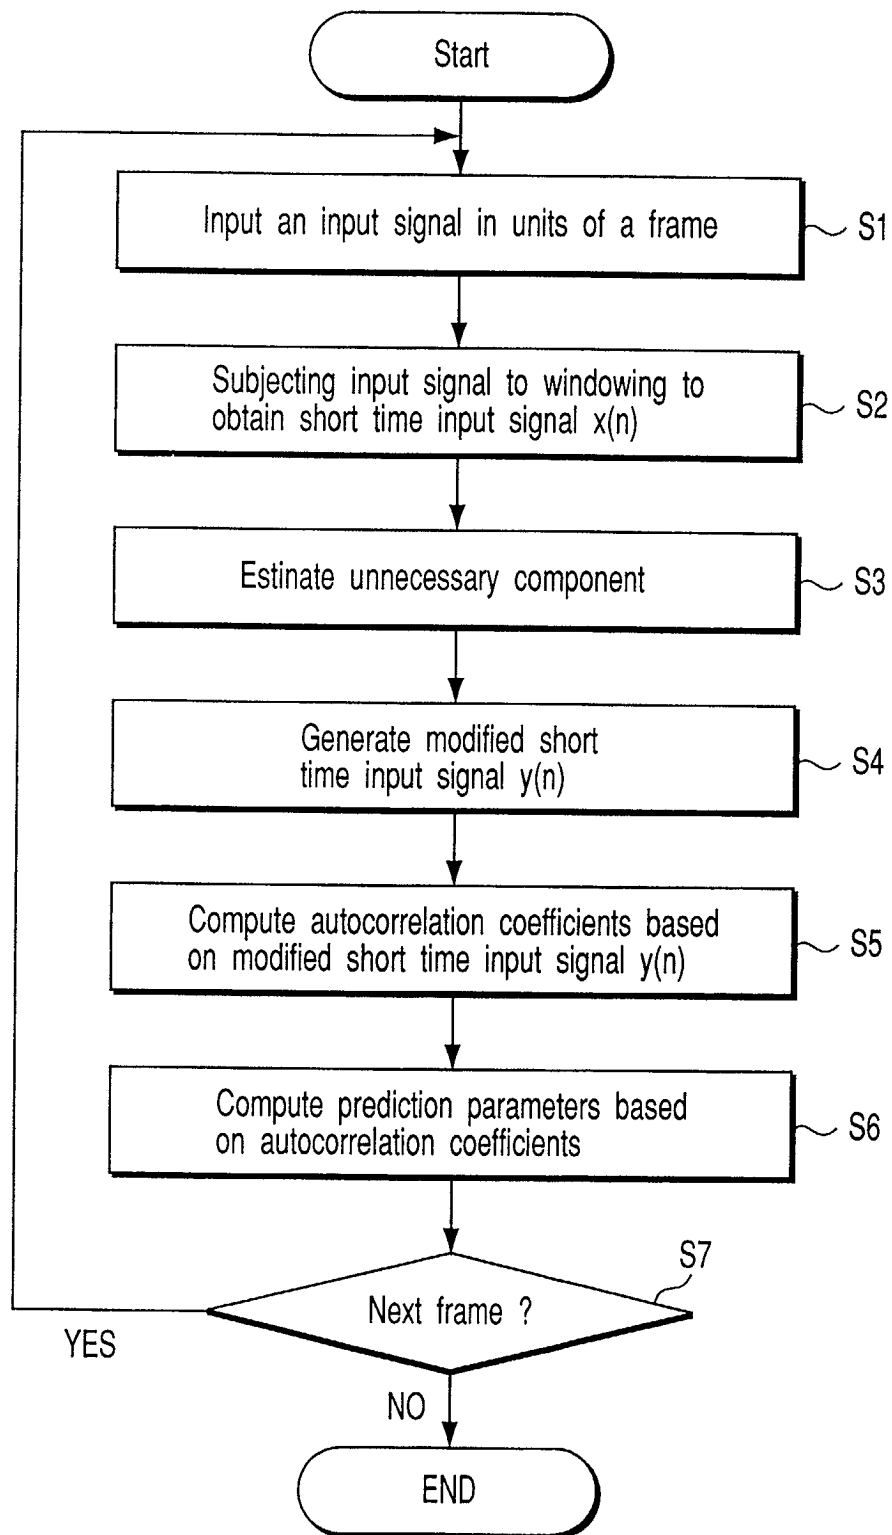 Start
Input an input signal in units of a frame
S1
Subjecting input signal to windowing to
obtain short time input signal x(n)
S2
Estinate unnecessary component
S3
Generate modified short
time input signal y(n)
S4
Compute autocorrelation coefficients based
on modified short time input signal y(n)
S5
Compute prediction parameters based
on autocorrelation coefficients
S6
S7
Next frame ?
YES
NO
END